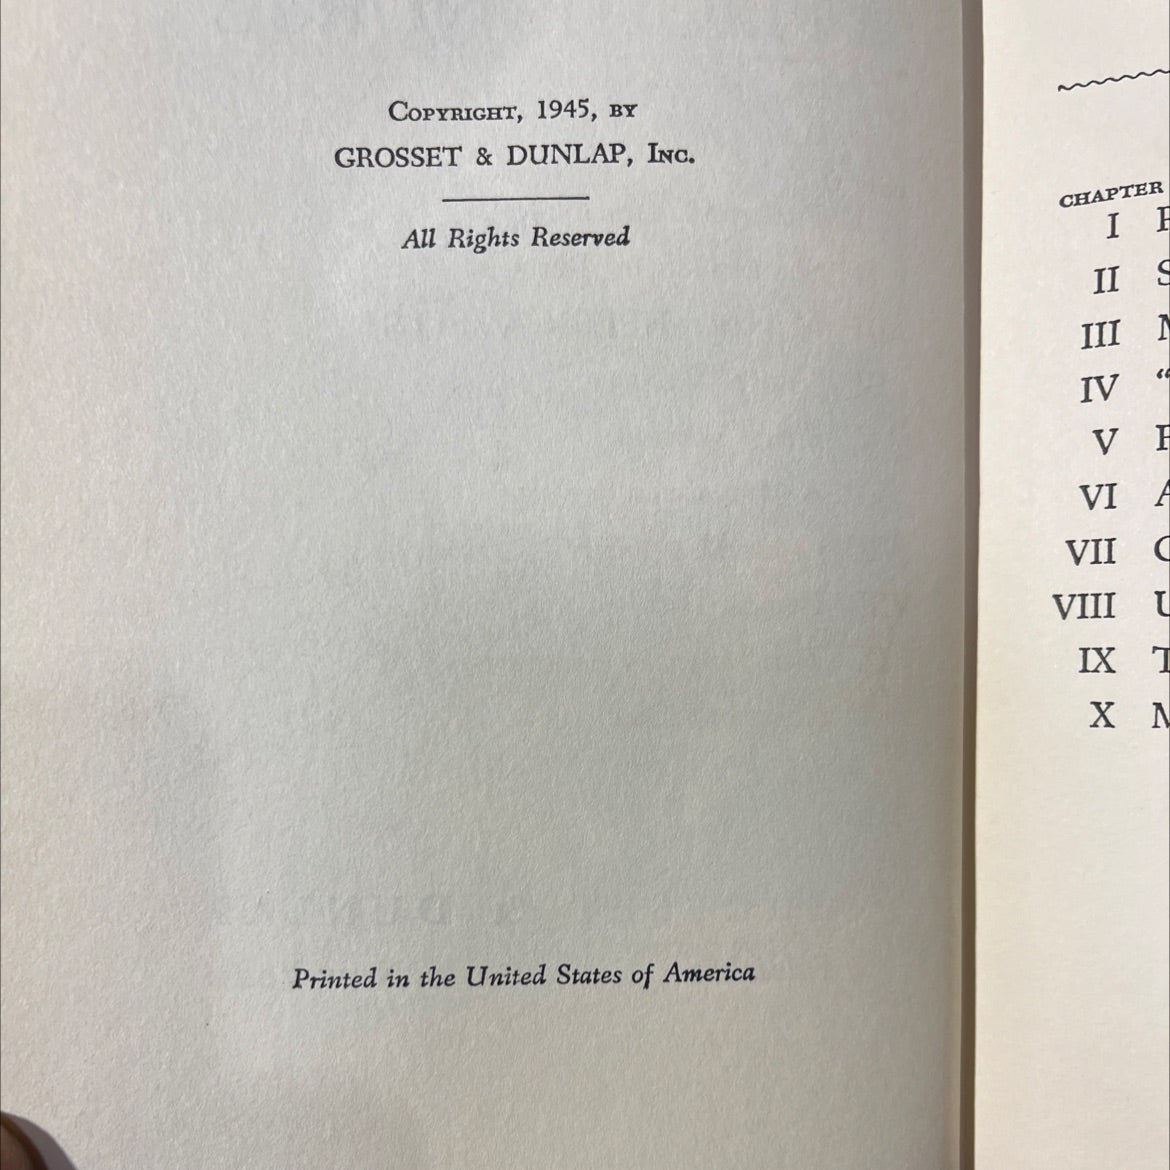 Copyright, 1945, by
GROSSET & DUNLAP, Inc.
All Rights Reserved
Printed in the United States of America
CHAPTER
I
II
III
IV
V
VI
VII
VIII
IX
X